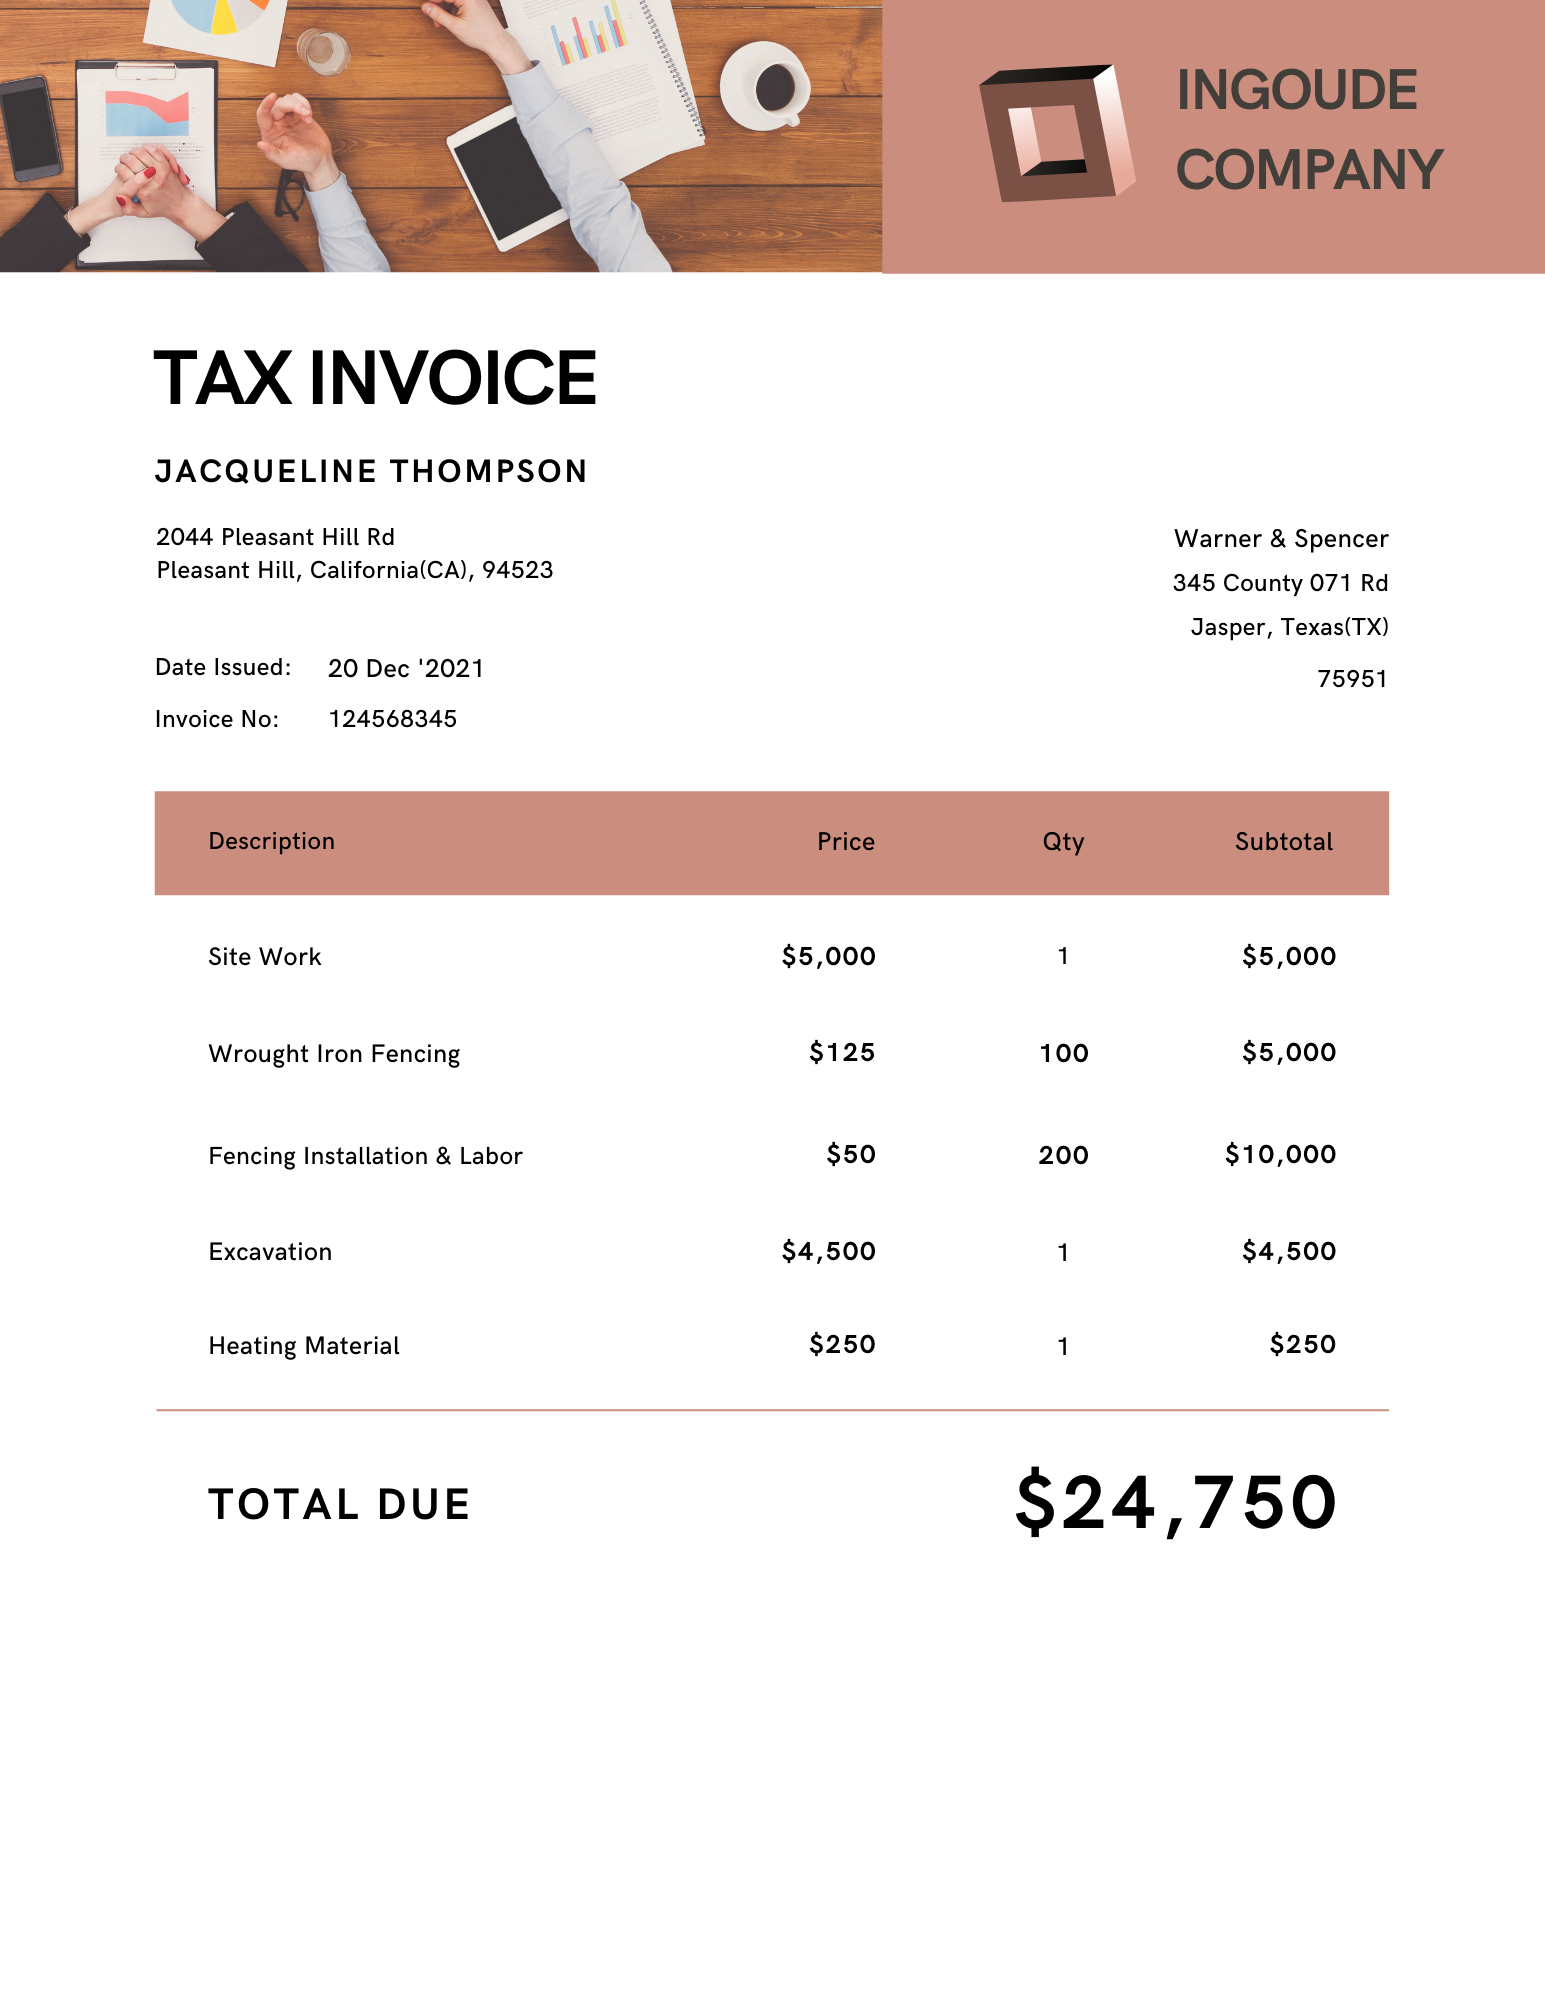 INGOUDE
COMPANY
TAX INVOICE
JACQUELINE THOMPSON
2044 Pleasant Hill Rd
Pleasant Hill, California(CA), 94523
Warner & Spencer
345 County 071 Rd
Jasper, Texas(TX)
75951
Date Issued: 20 Dec '2021
Invoice No: 124568345
Description Price Qty Subtotal
Site Work $5,000 1 $5,000
Wrought Iron Fencing $125 100 $5,000
Fencing Installation & Labor $50 200 $10,000
Excavation $4,500 1 $4,500
Heating Material $250 1 $250
TOTAL DUE $24,750